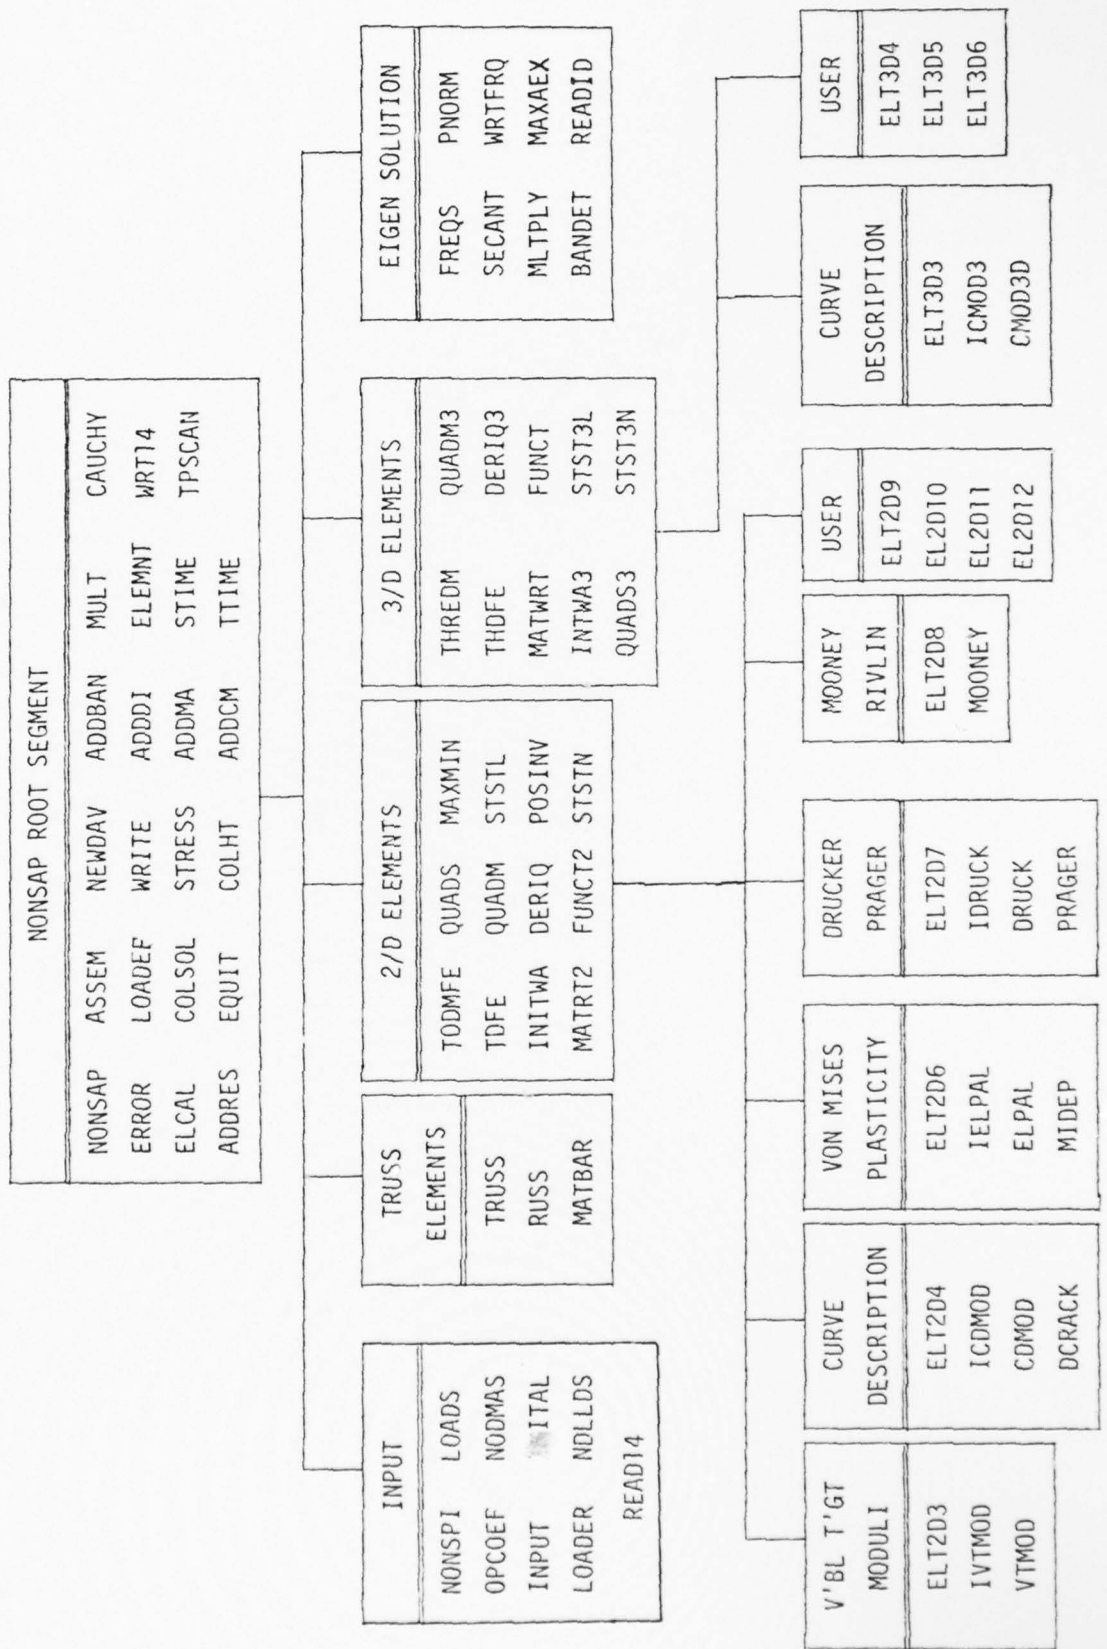 NONSAP ROOT SEGMENT
NONSAP ASSEM NEWDAV ADDBAN MULT CAUCHY
ERROR LOADEF WRITE ADDDI ELEMNT WRT14
ELCAL COLSOL STRESS ADDMA STIME TPSCAN
ADDRES EQUIT COLHT ADDCM TTIME
INPUT
NONSPI LOADS
OPCOEF NODMAS
INPUT INITAL
LOADER NDLLDS
READ14
TRUSS
ELEMENTS
TRUSS
RUSS
MATBAR
2/D ELEMENTS
TODMFE QUADS MAXMIN
TDFE QUADM STSTL
INITWA DERIQ POSINV
MATRT2 FUNCT2 STSTN
3/D ELEMENTS
THREDM QUADM3
THDFE DERIQ3
MATWRT FUNCT
INTWA3 STST3L
QUADS3 STST3N
EIGEN SOLUTION
FREQS PNORM
SECANT WRTFRQ
MLTPLY MAXAEX
BANDET READID
V'BL T'GT
MODULI
ELT2D3
IVTMOD
VTMOD
CURVE
DESCRIPTION
ELT2D4
ICDMOD
CDMOD
DCRACK
VON MISES
PLASTICITY
ELT2D6
IELPAL
ELPAL
MIDEP
DRUCKER
PRAGER
ELT2D7
IDRUCK
DRUCK
PRAGER
MOONEY
RIVLIN
ELT2D8
MOONEY
USER
ELT2D9
EL2D10
EL2D11
EL2D12
CURVE
DESCRIPTION
ELT3D3
ICMOD3
CMOD3D
USER
ELT3D4
ELT3D5
ELT3D6